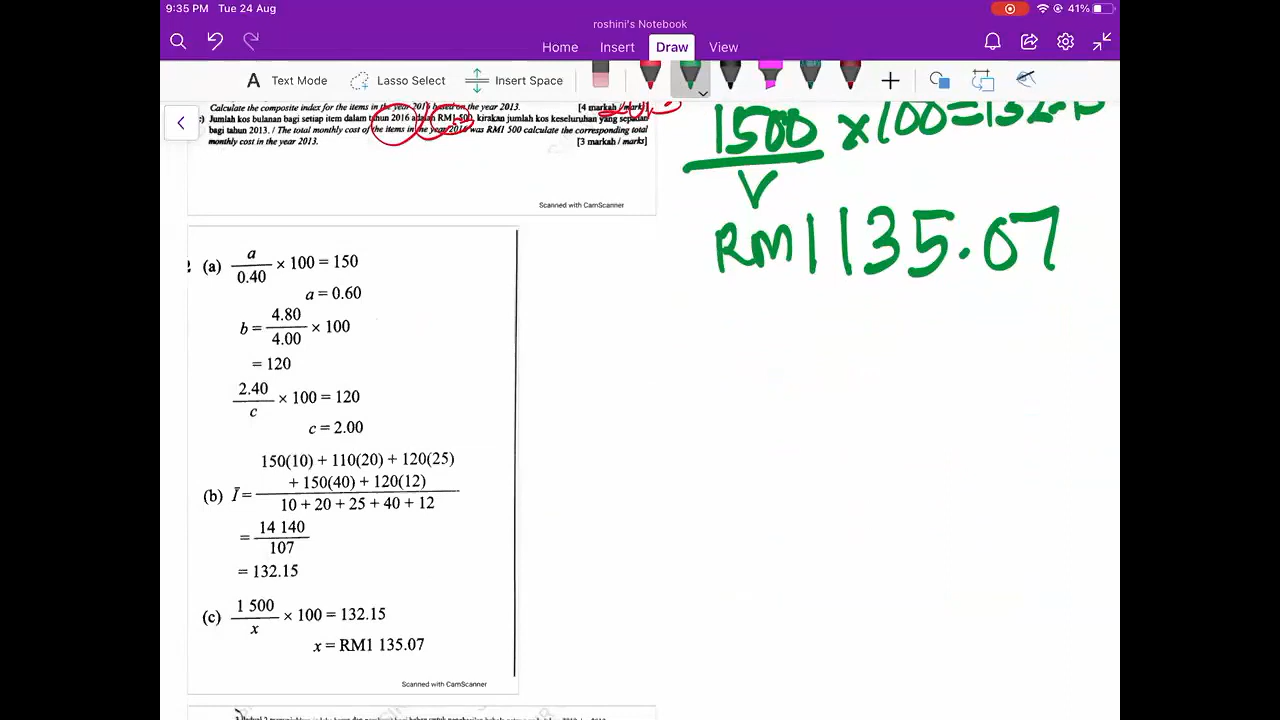 9:35 PM Tue 24 Aug
41%
roshini's Notebook
Home Insert Draw View
Text Mode Lasso Select Insert Space
Calculate the composite index for the items in the year 2016 based on the year 2013. [4 markah / marks]
Jumlah kos bulanan bagi setiap item dalam tahun 2016 adalah RM1 500, kirakan jumlah kos keseluruhan yang sepadan
bagi tahun 2013. / The total monthly cost of the items in the year 2016 was RM1 500 calculate the corresponding total
monthly cost in the year 2013. [3 markah / marks]
Scanned with CamScanner
1500 x100=132.15
RM1135.07
(a) a/0.40 × 100 = 150
a = 0.60
b = 4.80/4.00 × 100
= 120
2.40/c × 100 = 120
c = 2.00
150(10) + 110(20) + 120(25)
+ 150(40) + 120(12)
(b) Ī =
10 + 20 + 25 + 40 + 12
= 14 140/107
= 132.15
(c) 1 500/x × 100 = 132.15
x = RM1 135.07
Scanned with CamScanner